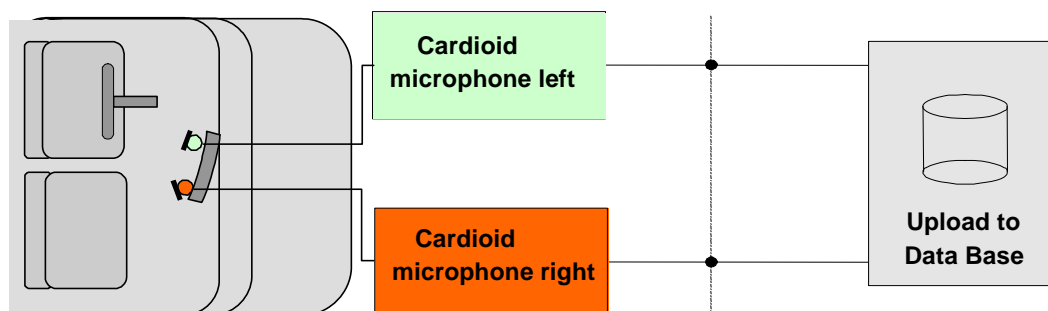 Cardioid
microphone left
Cardioid
microphone right
Upload to
Data Base